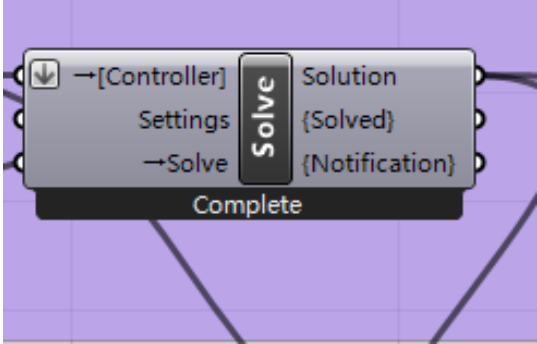 →[Controller]
Settings
→Solve
Solve
Solution
{Solved}
{Notification}
Complete